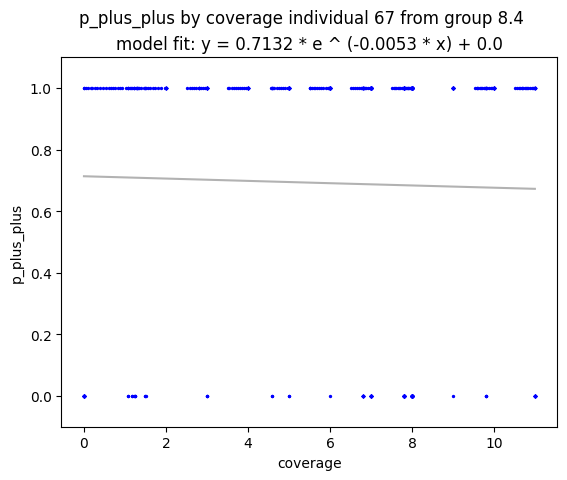 p_plus_plus by coverage individual 67 from group 8.4
model fit: y = 0.7132 * e ^ (-0.0053 * x) + 0.0
1.0
0.8
0.6
0.4
0.2
0.0
p_plus_plus
0 2 4 6 8 10
coverage